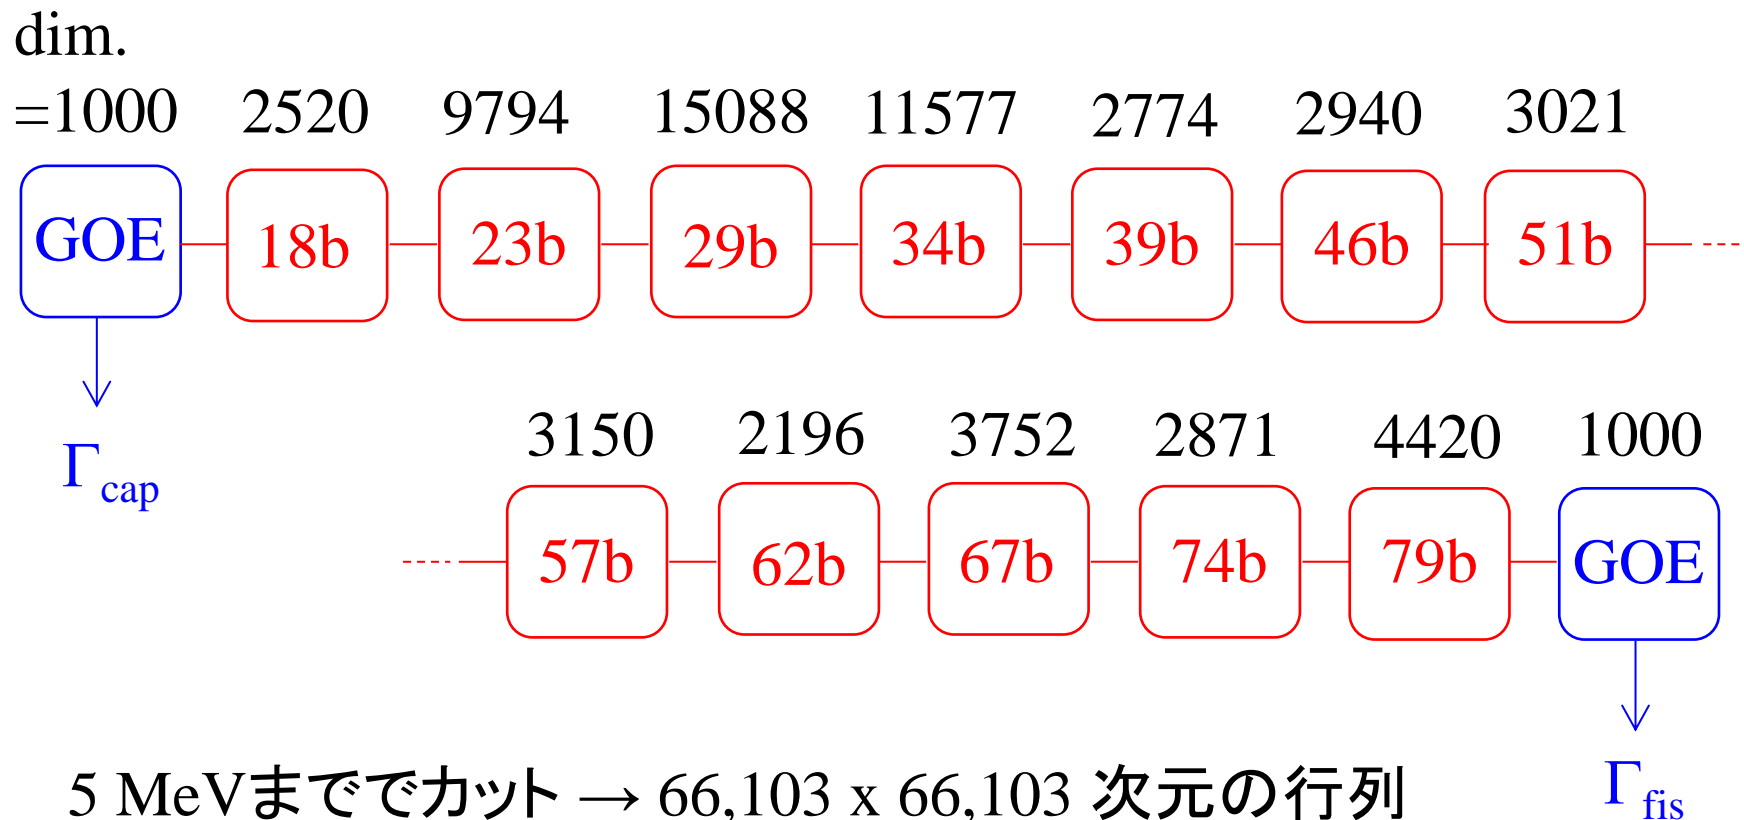 dim.
=1000 2520 9794 15088 11577 2774 2940 3021
GOE 18b 23b 29b 34b 39b 46b 51b
Γcap
3150 2196 3752 2871 4420 1000
57b 62b 67b 74b 79b GOE
Γfis
5 MeVまででカット → 66,103 x 66,103 次元の行列